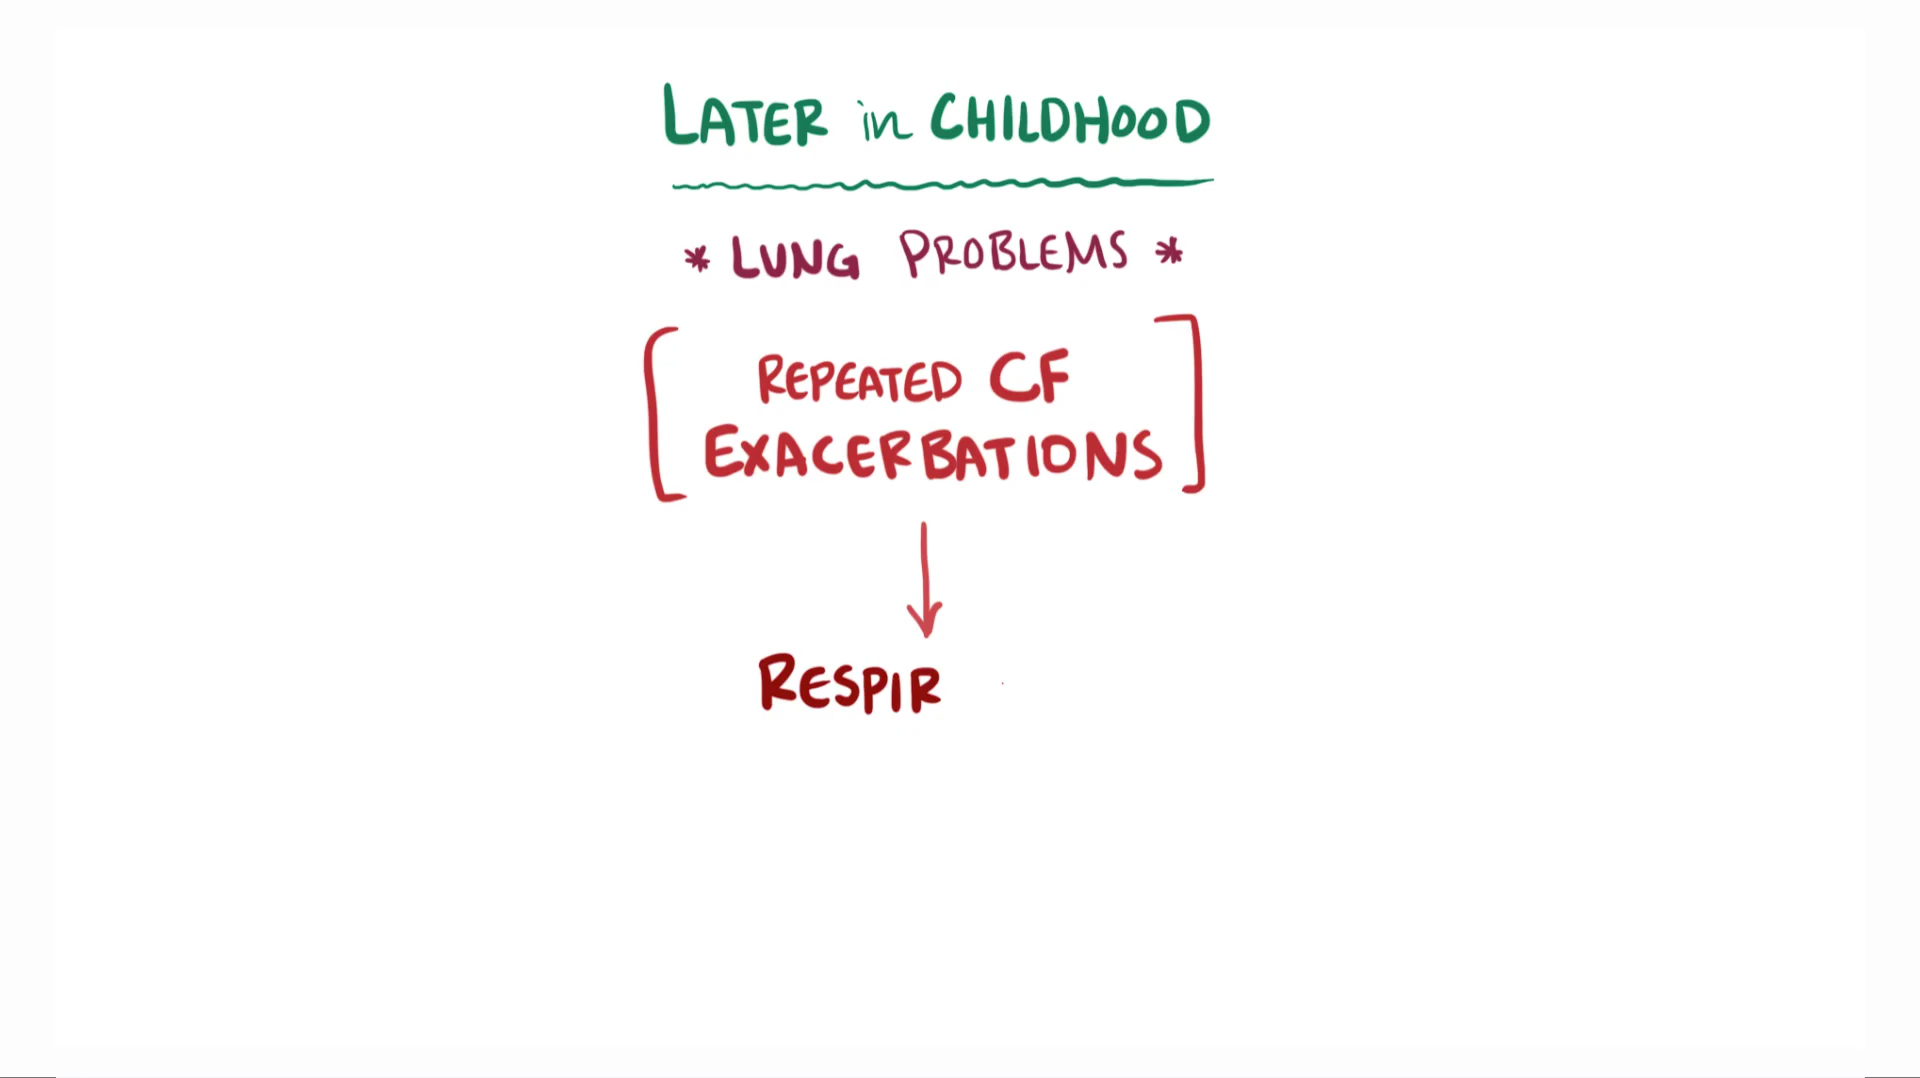 LATER in CHILDHOOD
* LUNG PROBLEMS *
[ REPEATED CF
EXACERBATIONS ]
RESPIR